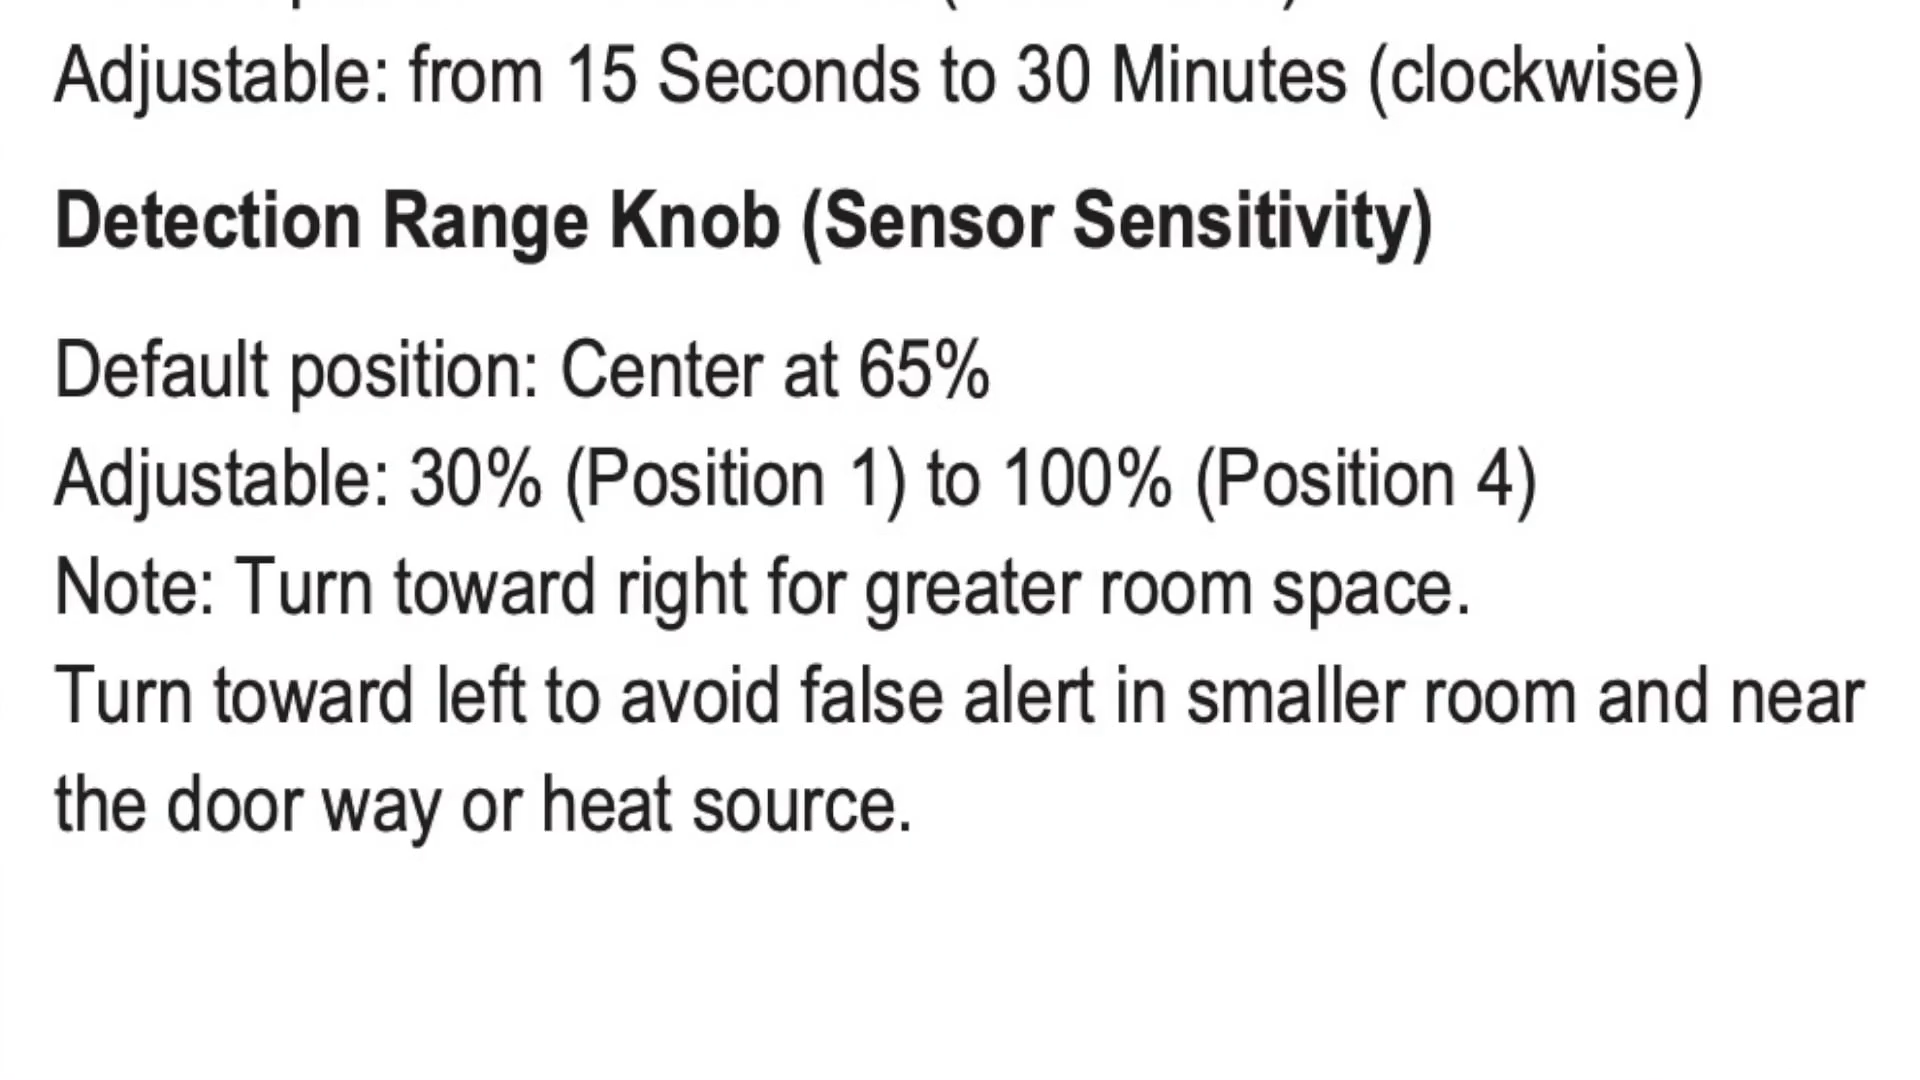 Adjustable: from 15 Seconds to 30 Minutes (clockwise)
Detection Range Knob (Sensor Sensitivity)
Default position: Center at 65%
Adjustable: 30% (Position 1) to 100% (Position 4)
Note: Turn toward right for greater room space.
Turn toward left to avoid false alert in smaller room and near
the door way or heat source.